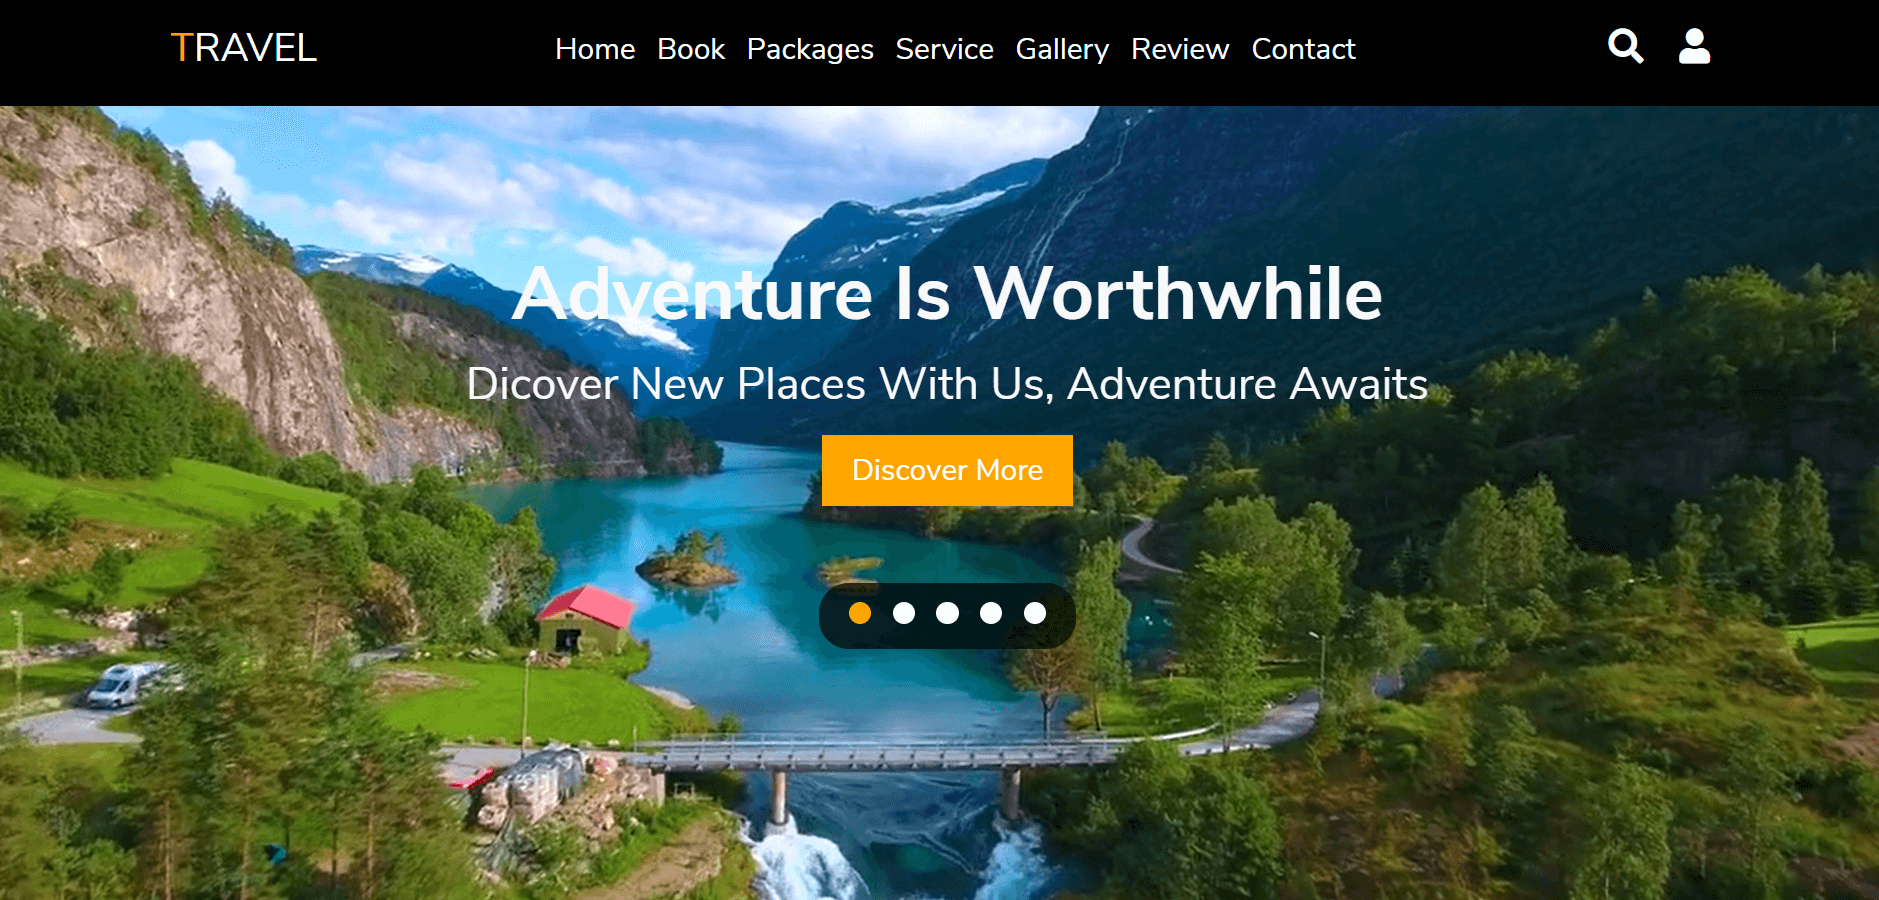 TRAVEL
Home Book Packages Service Gallery Review Contact
Adventure Is Worthwhile
Dicover New Places With Us, Adventure Awaits
Discover More